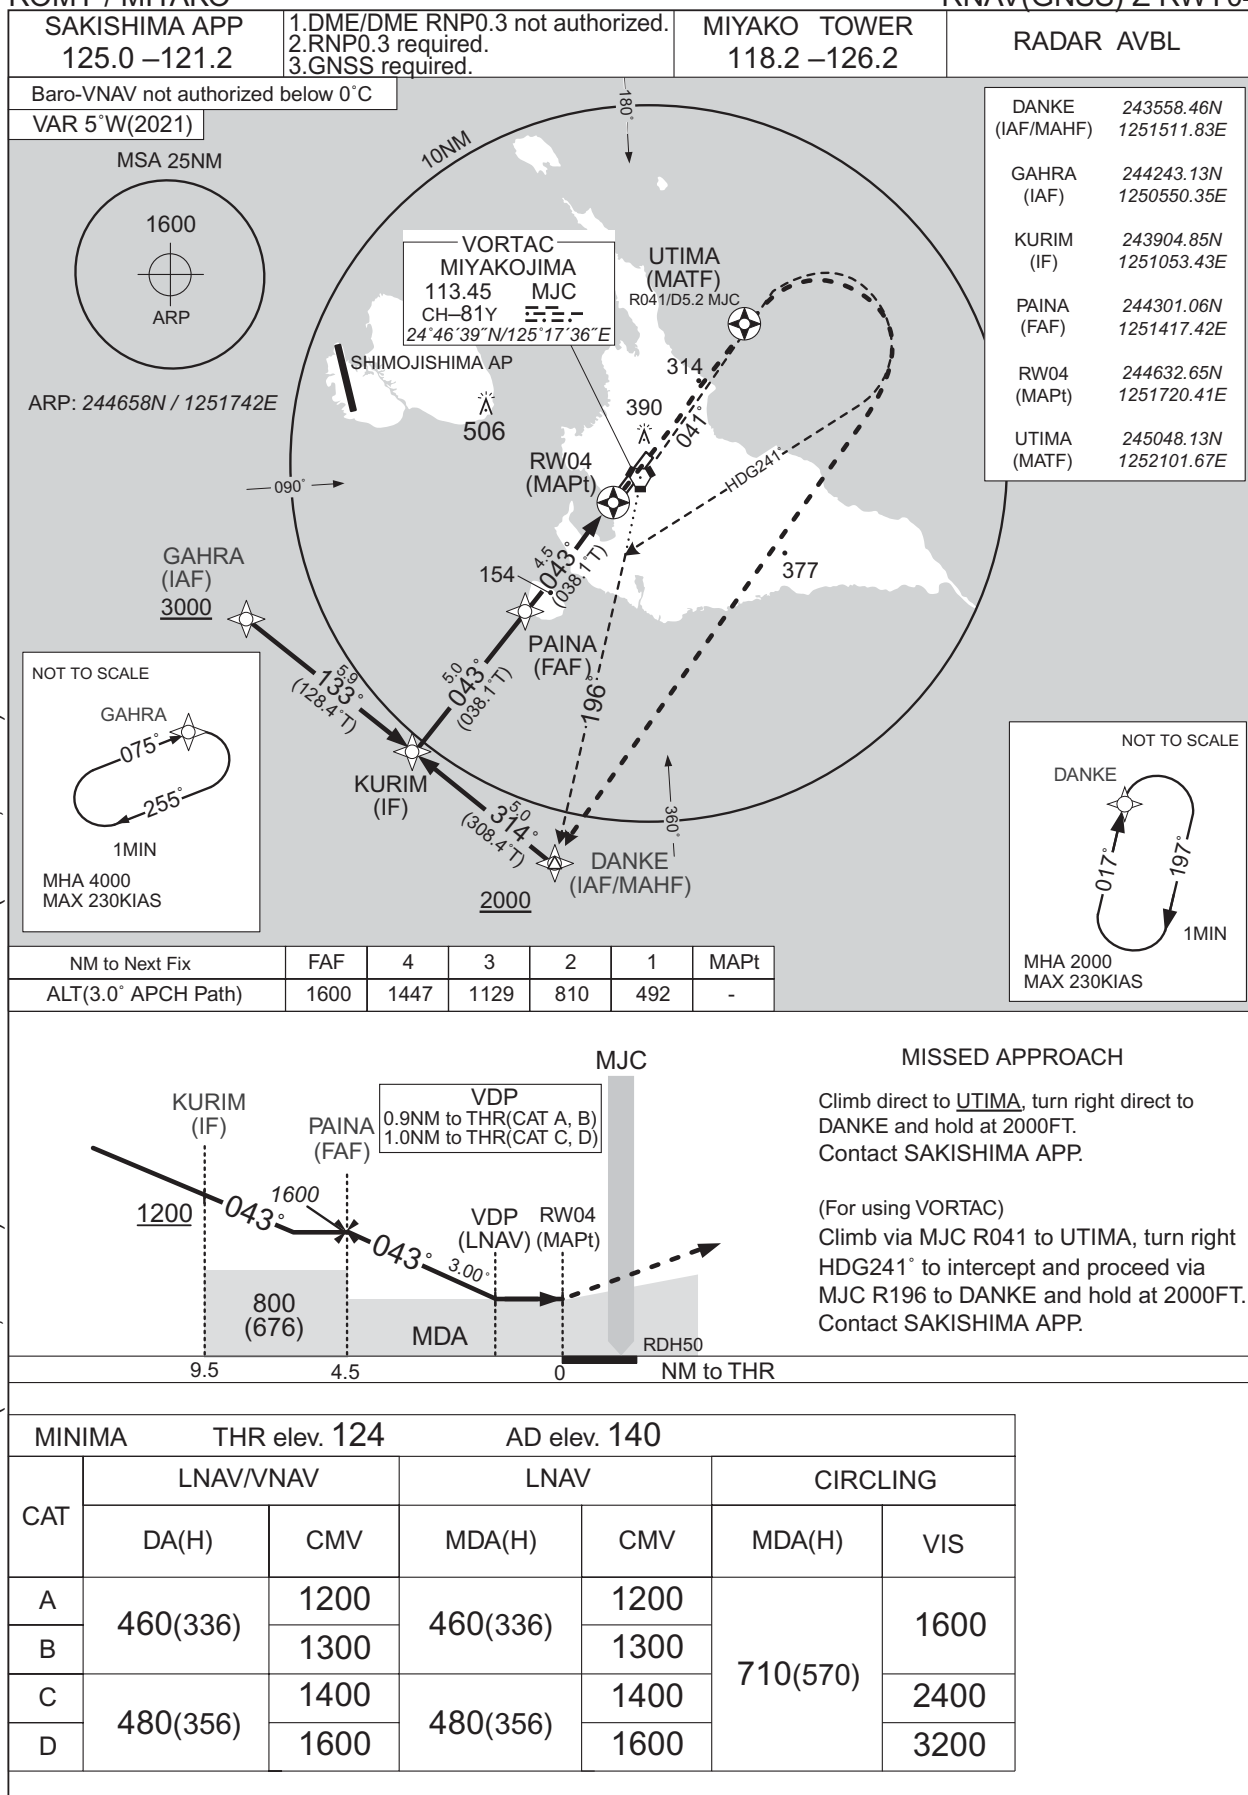 SAKISHIMA APP
125.0 –121.2
1.DME/DME RNP0.3 not authorized.
2.RNP0.3 required.
3.GNSS required.
MIYAKO TOWER
118.2 –126.2
RADAR AVBL
Baro-VNAV not authorized below 0˚C
VAR 5˚W(2021)
MSA 25NM
1600
ARP
ARP: 244658N / 1251742E
10NM
180˚
DANKE 243558.46N
(IAF/MAHF) 1251511.83E
GAHRA 244243.13N
(IAF) 1250550.35E
KURIM 243904.85N
(IF) 1251053.43E
PAINA 244301.06N
(FAF) 1251417.42E
RW04 244632.65N
(MAPt) 1251720.41E
UTIMA 245048.13N
(MATF) 1252101.67E
VORTAC
MIYAKOJIMA
113.45 MJC
CH–81Y
24˚46´39˝N/125˚17´36˝E
UTIMA
(MATF)
R041/D5.2 MJC
SHIMOJISHIMA AP
506
314
390
041˚
HDG241˚
RW04
(MAPt)
090˚
GAHRA
(IAF)
3000
154
4.5
043˚
(038.1˚T)
377
PAINA
(FAF)
5.9
133˚
(128.4˚T)
5.0
043˚
(038.1˚T)
196˚
KURIM
(IF)
5.0
314˚
(308.4˚T)
360˚
DANKE
(IAF/MAHF)
2000
NOT TO SCALE
GAHRA
075˚
255˚
1MIN
MHA 4000
MAX 230KIAS
NOT TO SCALE
DANKE
017˚
197˚
1MIN
MHA 2000
MAX 230KIAS
NM to Next Fix FAF 4 3 2 1 MAPt
ALT(3.0˚ APCH Path) 1600 1447 1129 810 492 -
MJC
KURIM
(IF)
PAINA
(FAF)
VDP
0.9NM to THR(CAT A, B)
1.0NM to THR(CAT C, D)
1200
043˚
1600
043˚
3.00˚
VDP
(LNAV)
RW04
(MAPt)
800
(676)
MDA
RDH50
9.5 4.5 0 NM to THR
MISSED APPROACH
Climb direct to UTIMA, turn right direct to
DANKE and hold at 2000FT.
Contact SAKISHIMA APP.
(For using VORTAC)
Climb via MJC R041 to UTIMA, turn right
HDG241˚ to intercept and proceed via
MJC R196 to DANKE and hold at 2000FT.
Contact SAKISHIMA APP.
MINIMA THR elev. 124 AD elev. 140
CAT LNAV/VNAV LNAV CIRCLING
DA(H) CMV MDA(H) CMV MDA(H) VIS
A 460(336) 1200 460(336) 1200 710(570) 1600
B 1300 1300
C 480(356) 1400 480(356) 1400 2400
D 1600 1600 3200